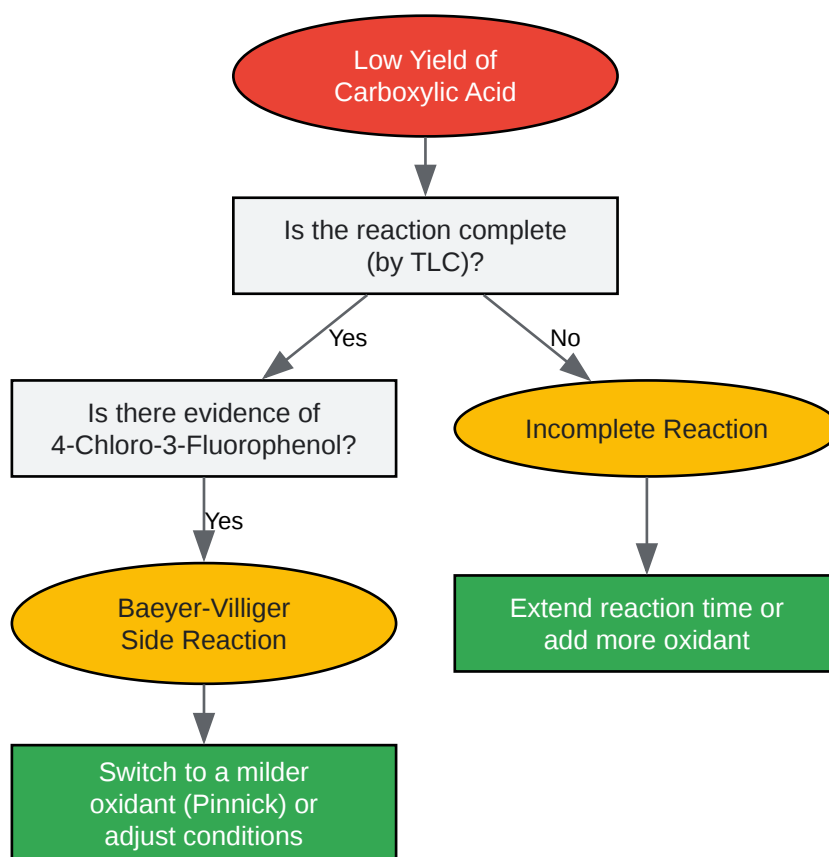 Low Yield of
Carboxylic Acid
Is the reaction complete
(by TLC)?
Yes
No
Is there evidence of
4-Chloro-3-Fluorophenol?
Incomplete Reaction
Yes
Baeyer-Villiger
Side Reaction
Extend reaction time or
add more oxidant
Switch to a milder
oxidant (Pinnick) or
adjust conditions